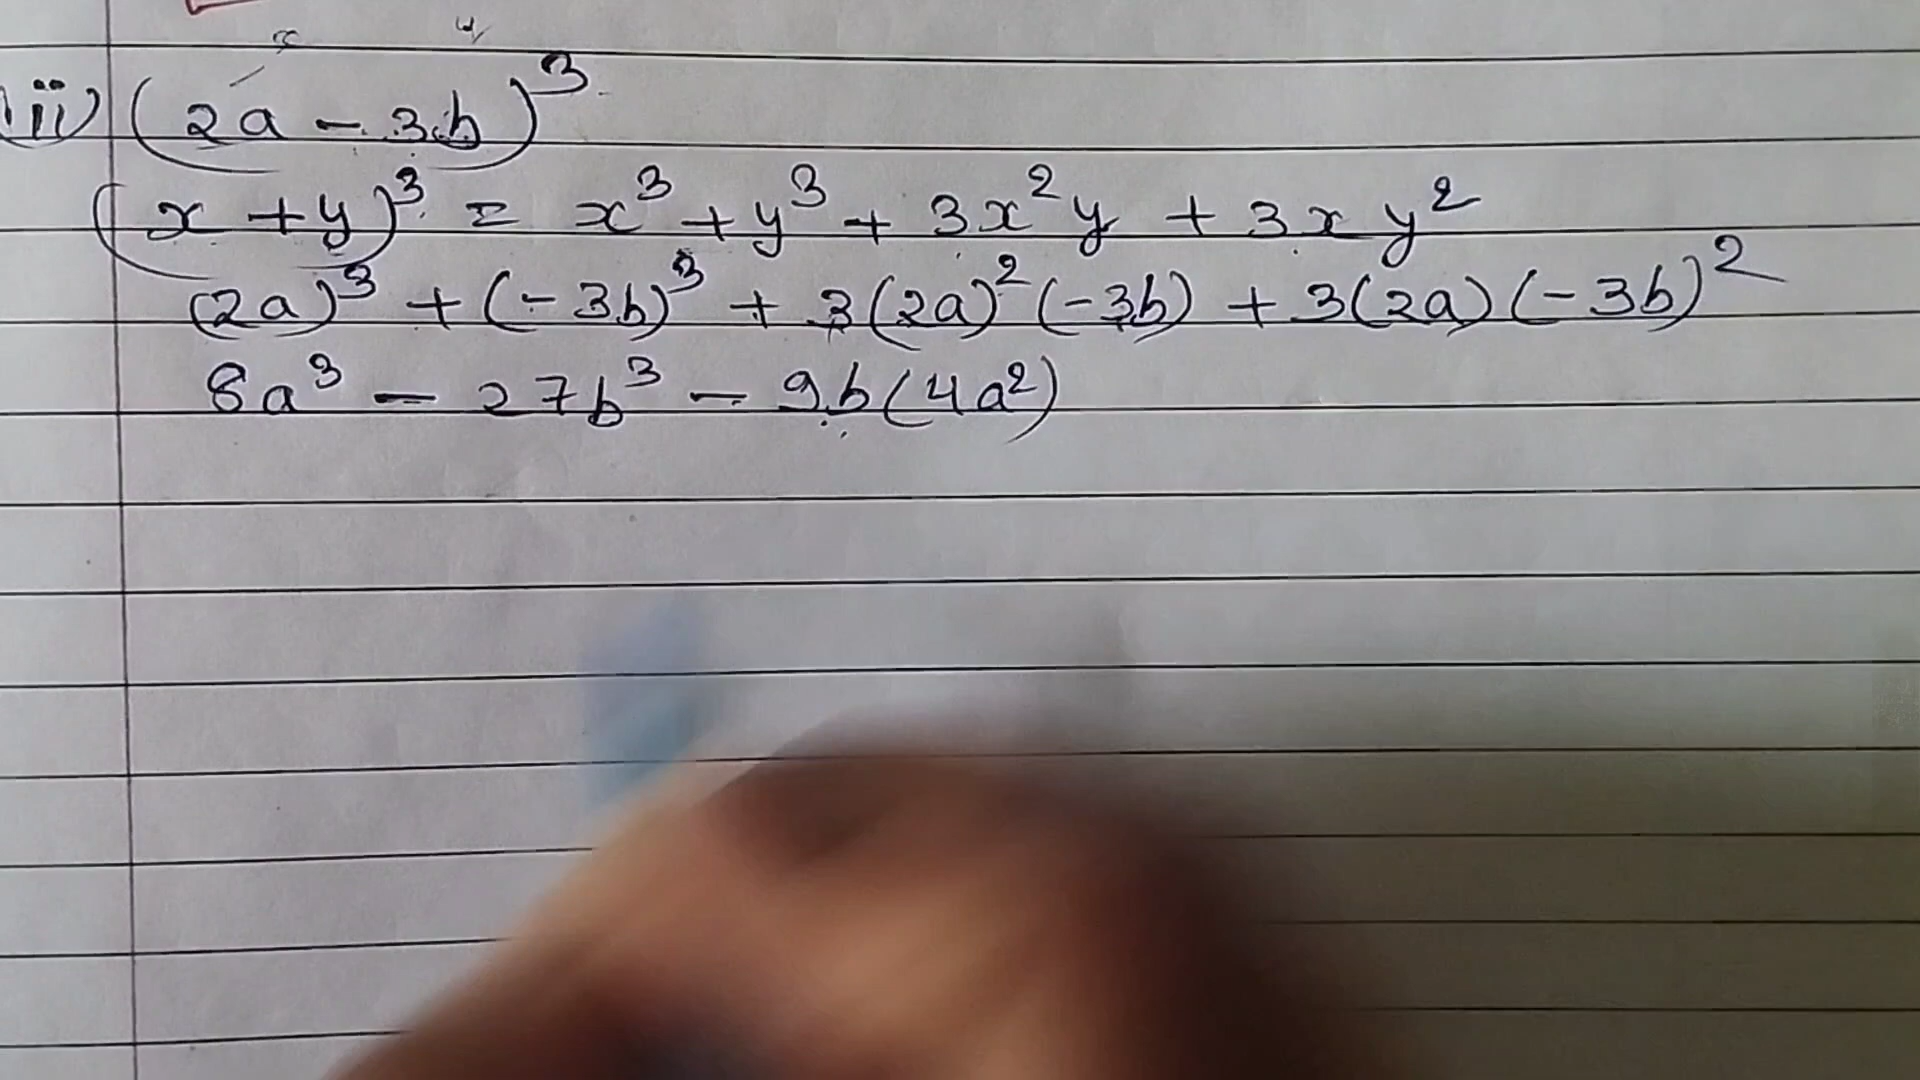 x y
ii) (2a - 3b)³
(x + y)³ = x³ + y³ + 3x²y + 3xy²
(2a)³ + (-3b)³ + 3(2a)²(-3b) + 3(2a)(-3b)²
8a³ - 27b³ - 9b(4a²)